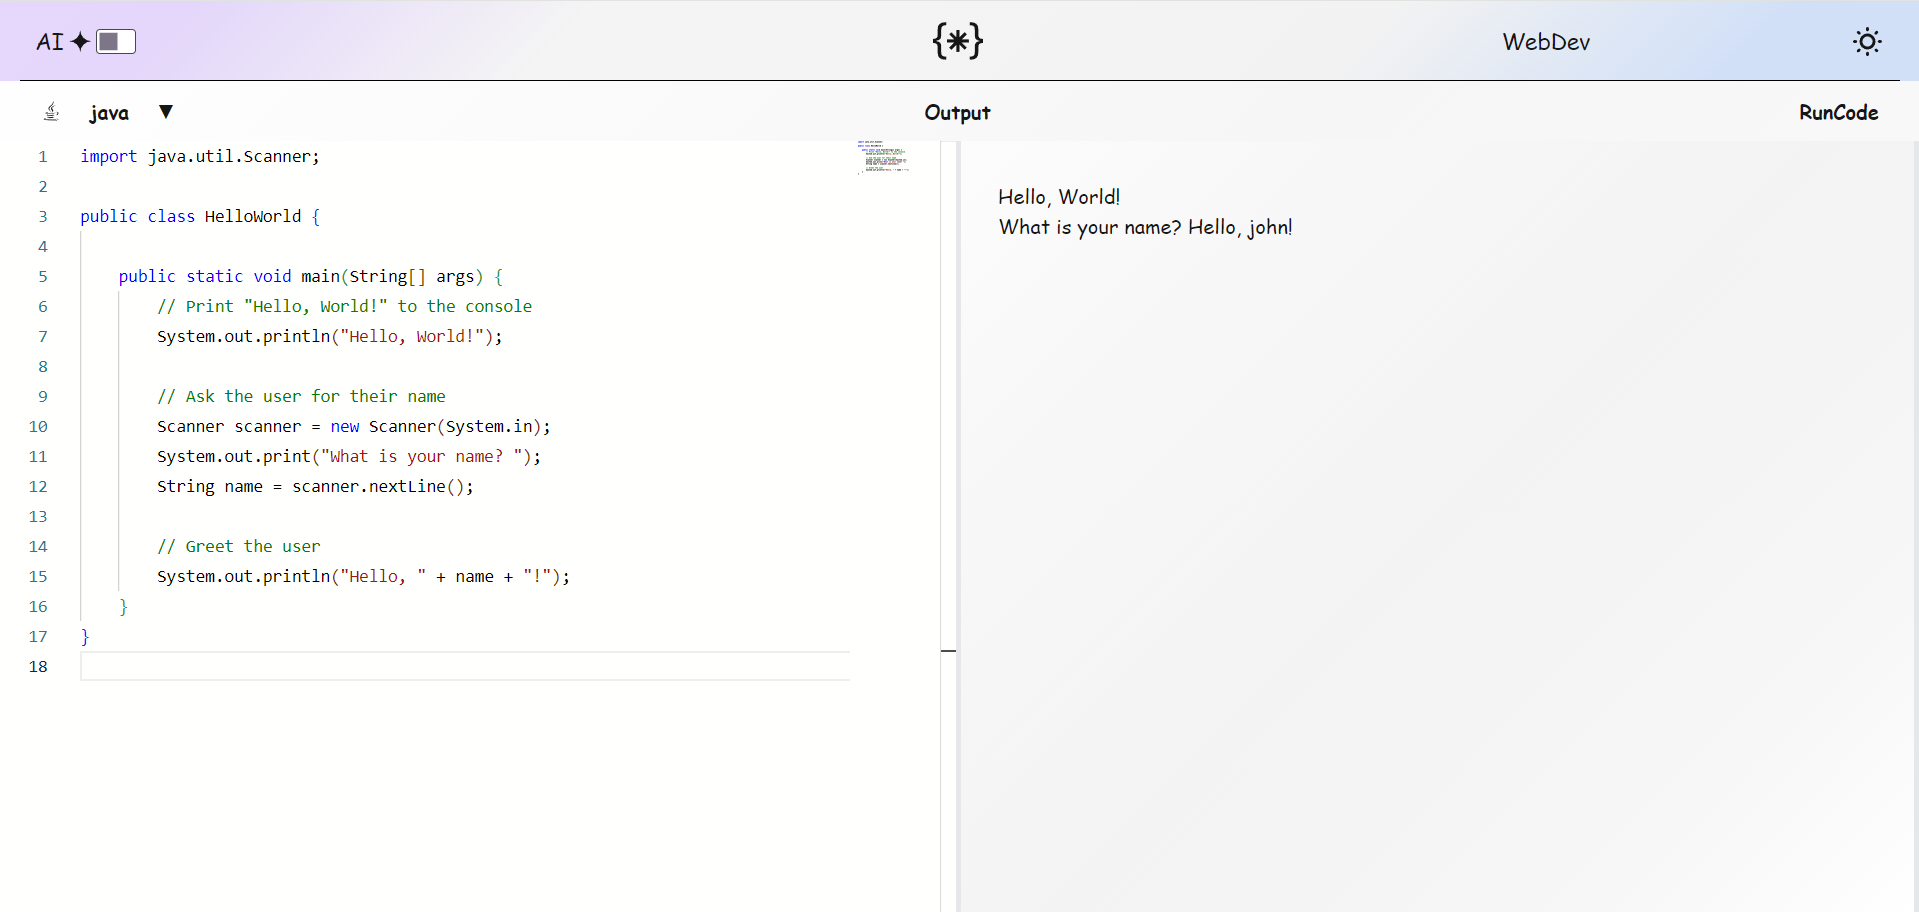 AI
{*}
WebDev
java ▼
Output
RunCode
1 import java.util.Scanner;
2
3 public class HelloWorld {
4
5     public static void main(String[] args) {
6         // Print "Hello, World!" to the console
7         System.out.println("Hello, World!");
8
9         // Ask the user for their name
10         Scanner scanner = new Scanner(System.in);
11         System.out.print("What is your name? ");
12         String name = scanner.nextLine();
13
14         // Greet the user
15         System.out.println("Hello, " + name + "!");
16     }
17 }
18
Hello, World!
What is your name? Hello, john!